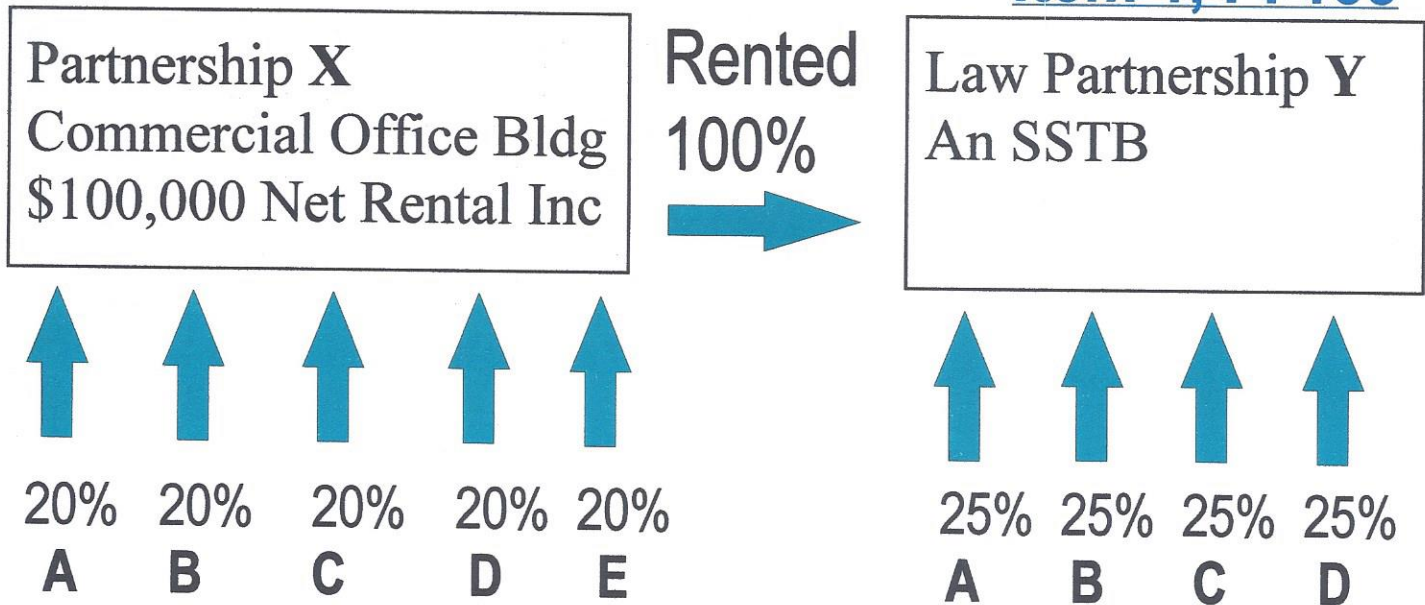 Partnership X
Commercial Office Bldg
$100,000 Net Rental Inc
Rented
100%
Law Partnership Y
An SSTB
20% 20% 20% 20% 20%
A B C D E
25% 25% 25% 25%
A B C D